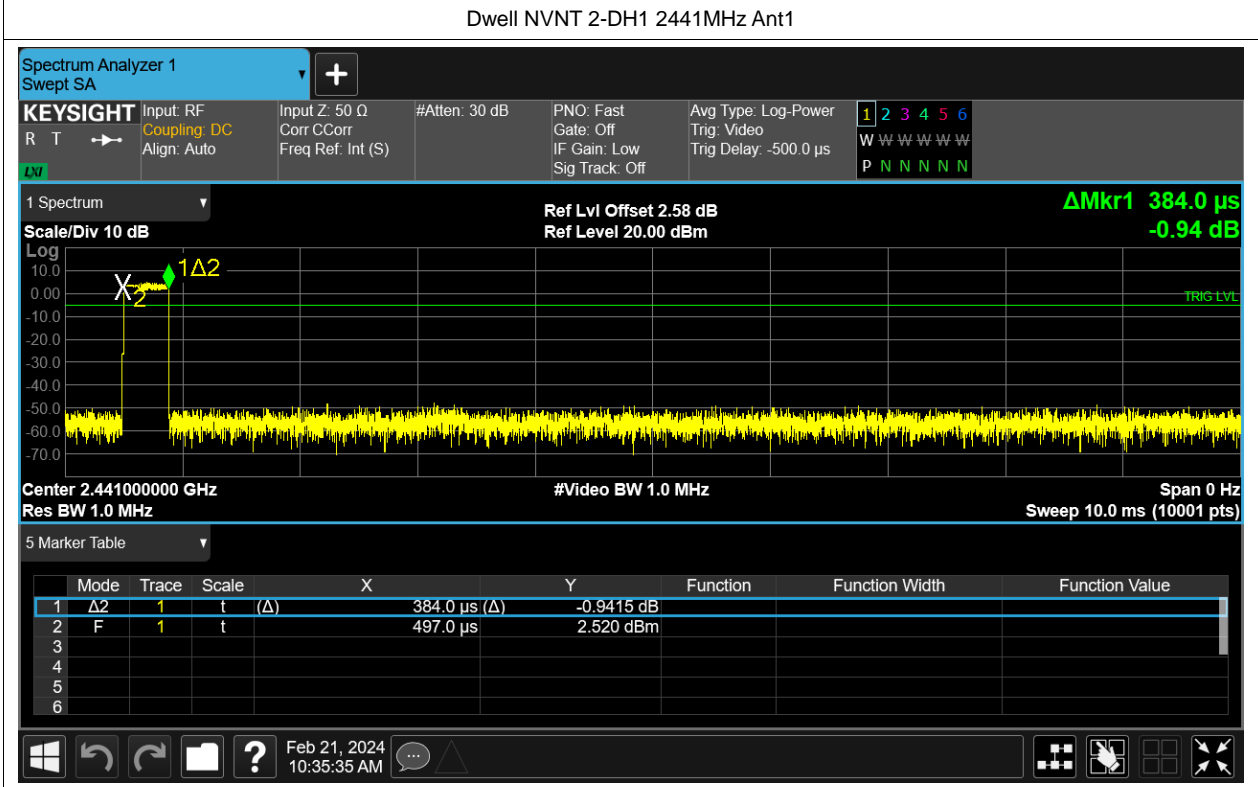 Dwell NVNT 2-DH1 2441MHz Ant1
Spectrum Analyzer 1
Swept SA
KEYSIGHT
R T
LXI
Input: RF
Coupling: DC
Align: Auto
Input Z: 50 Ω
Corr CCorr
Freq Ref: Int (S)
#Atten: 30 dB
PNO: Fast
Gate: Off
IF Gain: Low
Sig Track: Off
Avg Type: Log-Power
Trig: Video
Trig Delay: -500.0 µs
1 2 3 4 5 6
W W W W W W
P N N N N N
1 Spectrum
Scale/Div 10 dB
Ref Lvl Offset 2.58 dB
Ref Level 20.00 dBm
ΔMkr1 384.0 µs
-0.94 dB
Log
10.0
0.00
-10.0
-20.0
-30.0
-40.0
-50.0
-60.0
-70.0
X
2
1Δ2
TRIG LVL
Center 2.441000000 GHz
#Video BW 1.0 MHz
Span 0 Hz
Res BW 1.0 MHz
Sweep 10.0 ms (10001 pts)
5 Marker Table
Mode Trace Scale X Y Function Function Width Function Value
1 Δ2 1 t (Δ) 384.0 µs (Δ) -0.9415 dB
2 F 1 t 497.0 µs 2.520 dBm
3
4
5
6
?
Feb 21, 2024
10:35:35 AM